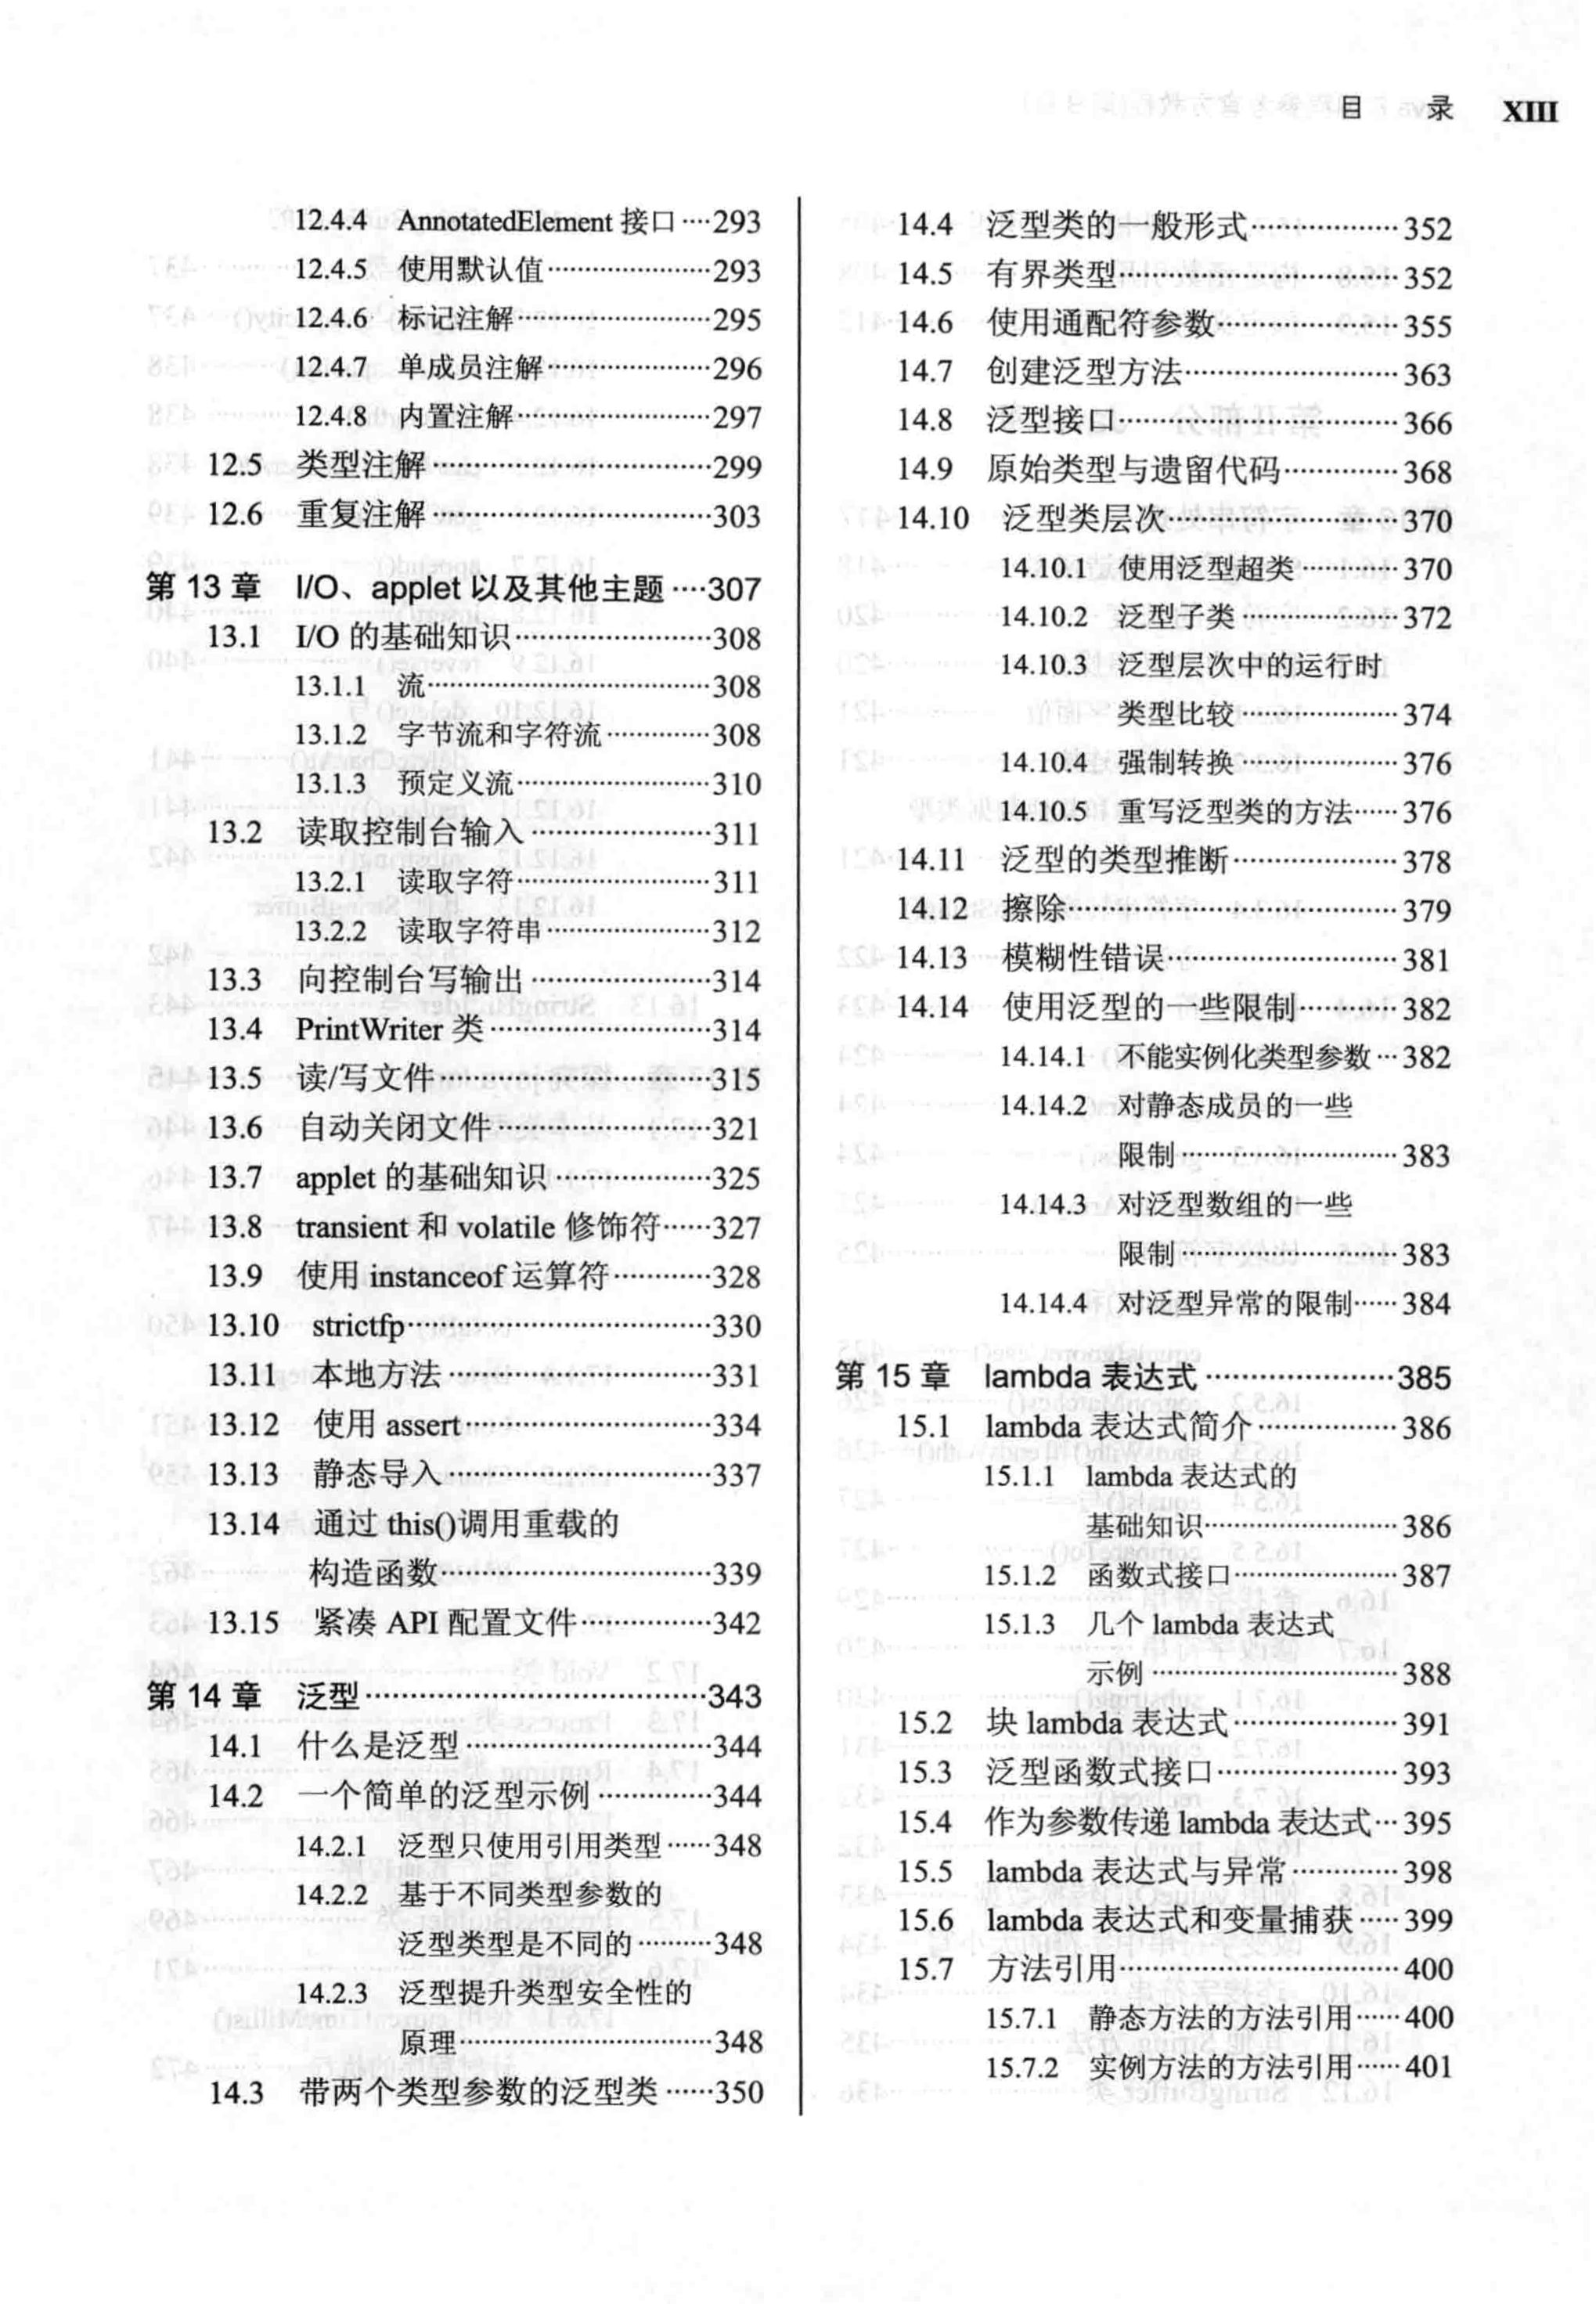 目 录 XIII
12.4.4 AnnotatedElement 接口 ····293
12.4.5 使用默认值······················293
12.4.6 标记注解··························295
12.4.7 单成员注解······················296
12.4.8 内置注解··························297
12.5 类型注解·····································299
12.6 重复注解·····································303
第 13 章 I/O、applet 以及其他主题 ····307
13.1 I/O 的基础知识··························308
13.1.1 流······································308
13.1.2 字节流和字符流··············308
13.1.3 预定义流··························310
13.2 读取控制台输入························311
13.2.1 读取字符··························311
13.2.2 读取字符串······················312
13.3 向控制台写输出························314
13.4 PrintWriter 类·····························314
13.5 读/写文件····································315
13.6 自动关闭文件····························321
13.7 applet 的基础知识·····················325
13.8 transient 和 volatile 修饰符······327
13.9 使用 instanceof 运算符·············328
13.10 strictfp········································330
13.11 本地方法···································331
13.12 使用 assert·································334
13.13 静态导入···································337
13.14 通过 this()调用重载的
构造函数····································339
13.15 紧凑 API 配置文件·················342
第 14 章 泛型·····································343
14.1 什么是泛型································344
14.2 一个简单的泛型示例···············344
14.2.1 泛型只使用引用类型······348
14.2.2 基于不同类型参数的
泛型类型是不同的··········348
14.2.3 泛型提升类型安全性的
原理··································348
14.3 带两个类型参数的泛型类······350
14.4 泛型类的一般形式··················352
14.5 有界类型···································352
14.6 使用通配符参数······················355
14.7 创建泛型方法··························363
14.8 泛型接口···································366
14.9 原始类型与遗留代码··············368
14.10 泛型类层次····························370
14.10.1 使用泛型超类·············370
14.10.2 泛型子类·····················372
14.10.3 泛型层次中的运行时
类型比较·····················374
14.10.4 强制转换·····················376
14.10.5 重写泛型类的方法······376
14.11 泛型的类型推断····················378
14.12 擦除········································379
14.13 模糊性错误····························381
14.14 使用泛型的一些限制············382
14.14.1 不能实例化类型参数···382
14.14.2 对静态成员的一些
限制·····························383
14.14.3 对泛型数组的一些
限制·····························383
14.14.4 对泛型异常的限制······384
第 15 章 lambda 表达式·····················385
15.1 lambda 表达式简介·················386
15.1.1 lambda 表达式的
基础知识··························386
15.1.2 函数式接口······················387
15.1.3 几个 lambda 表达式
示例··································388
15.2 块 lambda 表达式····················391
15.3 泛型函数式接口······················393
15.4 作为参数传递 lambda 表达式···395
15.5 lambda 表达式与异常·············398
15.6 lambda 表达式和变量捕获·····399
15.7 方法引用···································400
15.7.1 静态方法的方法引用······400
15.7.2 实例方法的方法引用······401